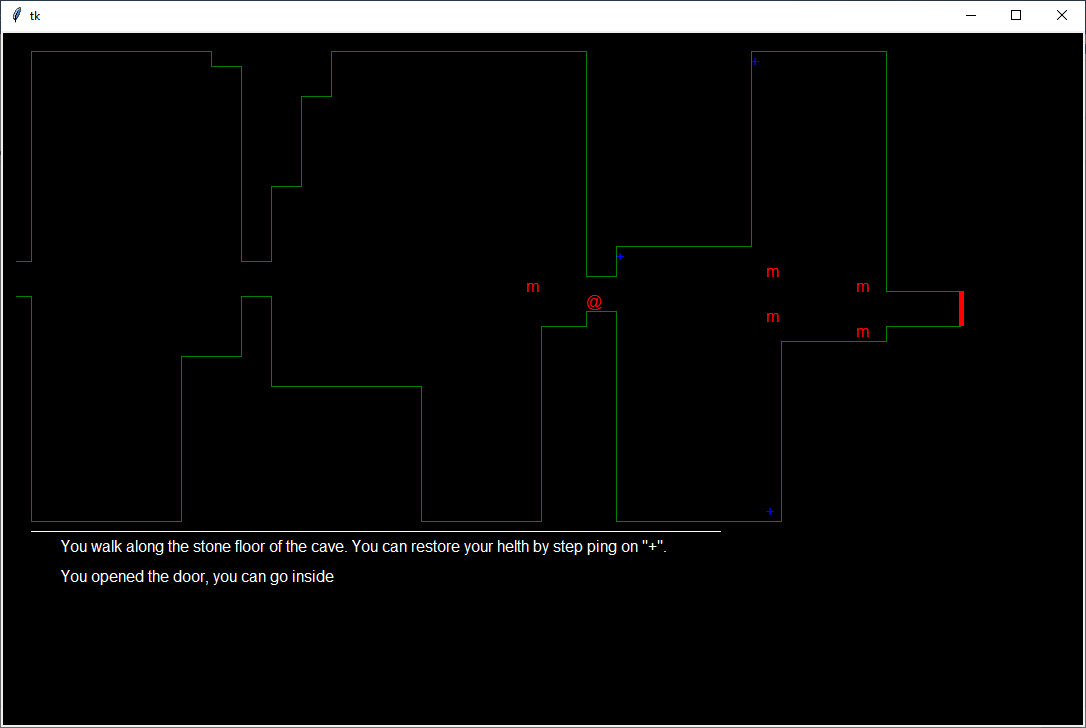 tk
+
+
m
m
m
@
m
m
+
You walk along the stone floor of the cave. You can restore your helth by step ping on "+".
You opened the door, you can go inside